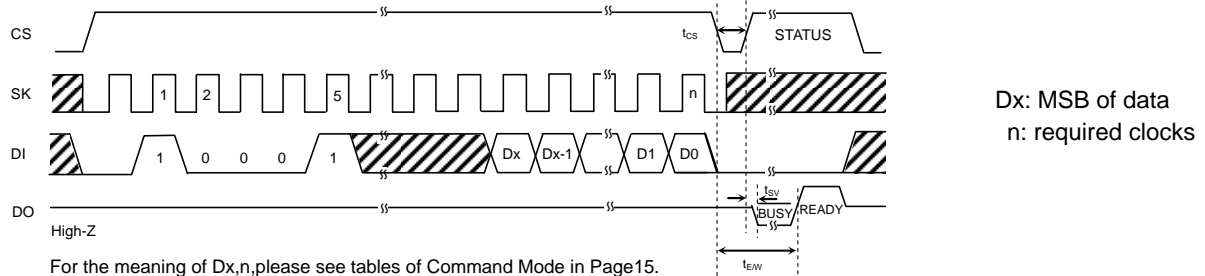 CS
tCS
STATUS
SK
1
2
5
n
Dx: MSB of data
n: required clocks
DI
1
0
0
0
1
Dx
Dx-1
D1
D0
tSV
DO
BUSY
READY
High-Z
tE/W
For the meaning of Dx,n,please see tables of Command Mode in Page15.